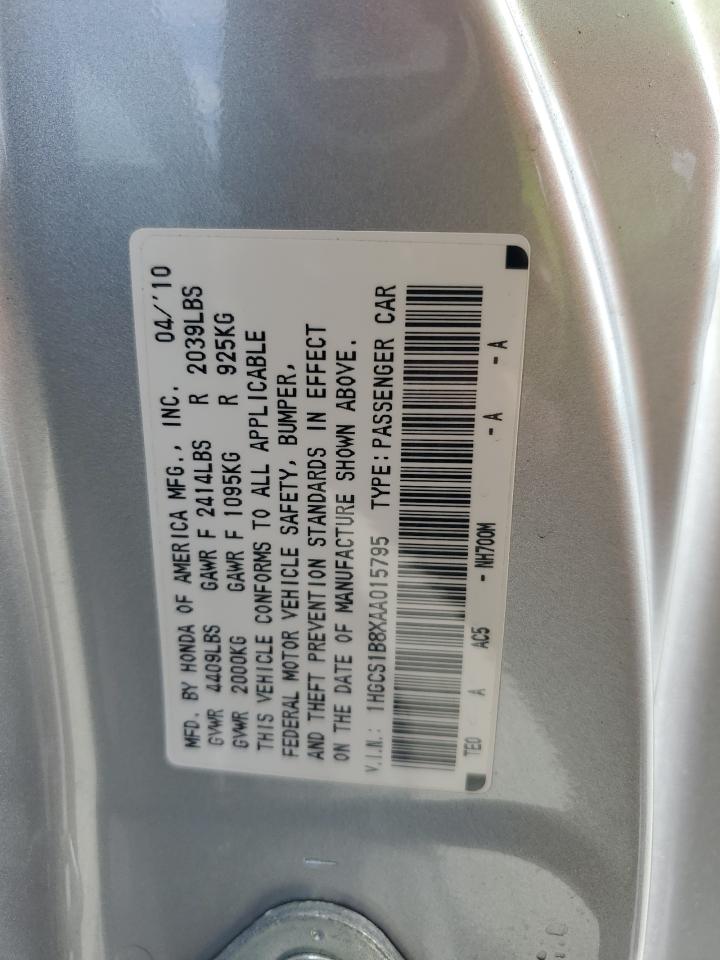 MFD. BY HONDA OF AMERICA MFG., INC. 04/'10
GVWR 4409LBS GAWR F 2414LBS R 2039LBS
GVWR 2000KG GAWR F 1095KG R 925KG
THIS VEHICLE CONFORMS TO ALL APPLICABLE
FEDERAL MOTOR VEHICLE SAFETY, BUMPER,
AND THEFT PREVENTION STANDARDS IN EFFECT
ON THE DATE OF MANUFACTURE SHOWN ABOVE.
V.I.N.: 1HGCS1B8XAA015795 TYPE:PASSENGER CAR
TE0 A AC5 - NH700M - A - A